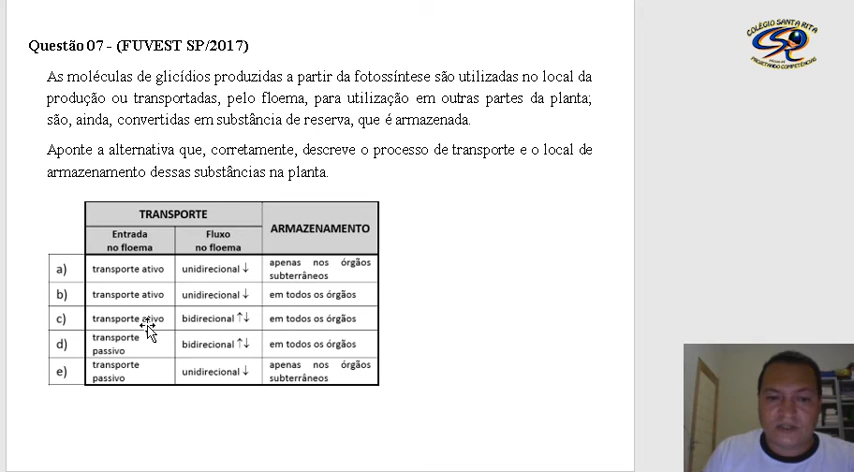 Questão 07 - (FUVEST SP/2017)
As moléculas de glicídios produzidas a partir da fotossíntese são utilizadas no local da
produção ou transportadas, pelo floema, para utilização em outras partes da planta;
são, ainda, convertidas em substância de reserva, que é armazenada.
Aponte a alternativa que, corretamente, descreve o processo de transporte e o local de
armazenamento dessas substâncias na planta.
TRANSPORTE
ARMAZENAMENTO
Entrada no floema
Fluxo no floema
a) transporte ativo unidirecional ↓ apenas nos órgãos subterrâneos
b) transporte ativo unidirecional ↓ em todos os órgãos
c) transporte ativo bidirecional ↑↓ em todos os órgãos
d) transporte passivo bidirecional ↑↓ em todos os órgãos
e) transporte passivo unidirecional ↓ apenas nos órgãos subterrâneos
COLÉGIO SANTA RITA
PROJETANDO COMPETÊNCIAS